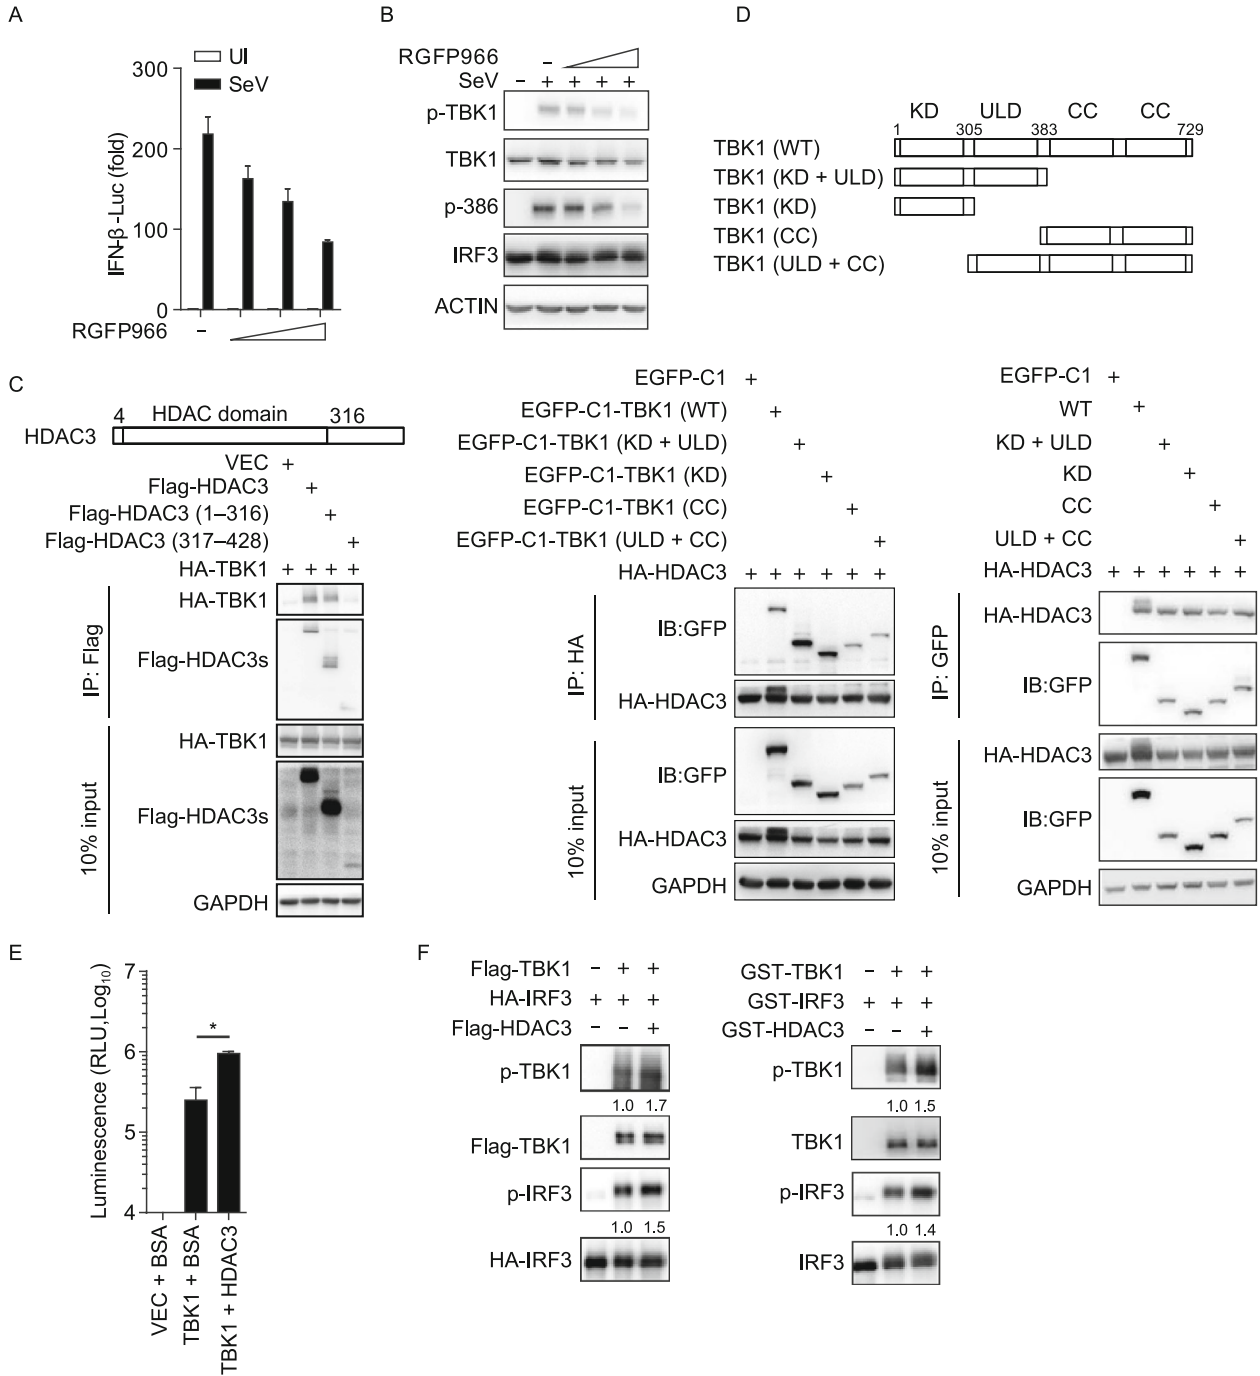 A
UI
SeV
300
200
100
0
IFN-β-Luc (fold)
RGFP966
–
B
RGFP966 –
SeV – + + + +
p-TBK1
TBK1
p-386
IRF3
ACTIN
D
KD ULD CC CC
1 305 383 729
TBK1 (WT)
TBK1 (KD + ULD)
TBK1 (KD)
TBK1 (CC)
TBK1 (ULD + CC)
C
4 HDAC domain 316
HDAC3
VEC +
Flag-HDAC3 +
Flag-HDAC3 (1–316) +
Flag-HDAC3 (317–428) +
HA-TBK1 + + + +
IP: Flag
HA-TBK1
Flag-HDAC3s
10% input
HA-TBK1
Flag-HDAC3s
GAPDH
EGFP-C1 +
EGFP-C1-TBK1 (WT) +
EGFP-C1-TBK1 (KD + ULD) +
EGFP-C1-TBK1 (KD) +
EGFP-C1-TBK1 (CC) +
EGFP-C1-TBK1 (ULD + CC) +
HA-HDAC3 + + + + + +
IP: HA
IB:GFP
HA-HDAC3
10% input
IB:GFP
HA-HDAC3
GAPDH
EGFP-C1 +
WT +
KD + ULD +
KD +
CC +
ULD + CC +
HA-HDAC3 + + + + + +
IP: GFP
HA-HDAC3
IB:GFP
10% input
HA-HDAC3
IB:GFP
GAPDH
E
7
6
5
4
Luminescence (RLU,Log10)
*
VEC + BSA
TBK1 + BSA
TBK1 + HDAC3
F
Flag-TBK1 – + +
HA-IRF3 + + +
Flag-HDAC3 – – +
p-TBK1
1.0 1.7
Flag-TBK1
p-IRF3
1.0 1.5
HA-IRF3
GST-TBK1 – + +
GST-IRF3 + + +
GST-HDAC3 – – +
p-TBK1
1.0 1.5
TBK1
p-IRF3
1.0 1.4
IRF3